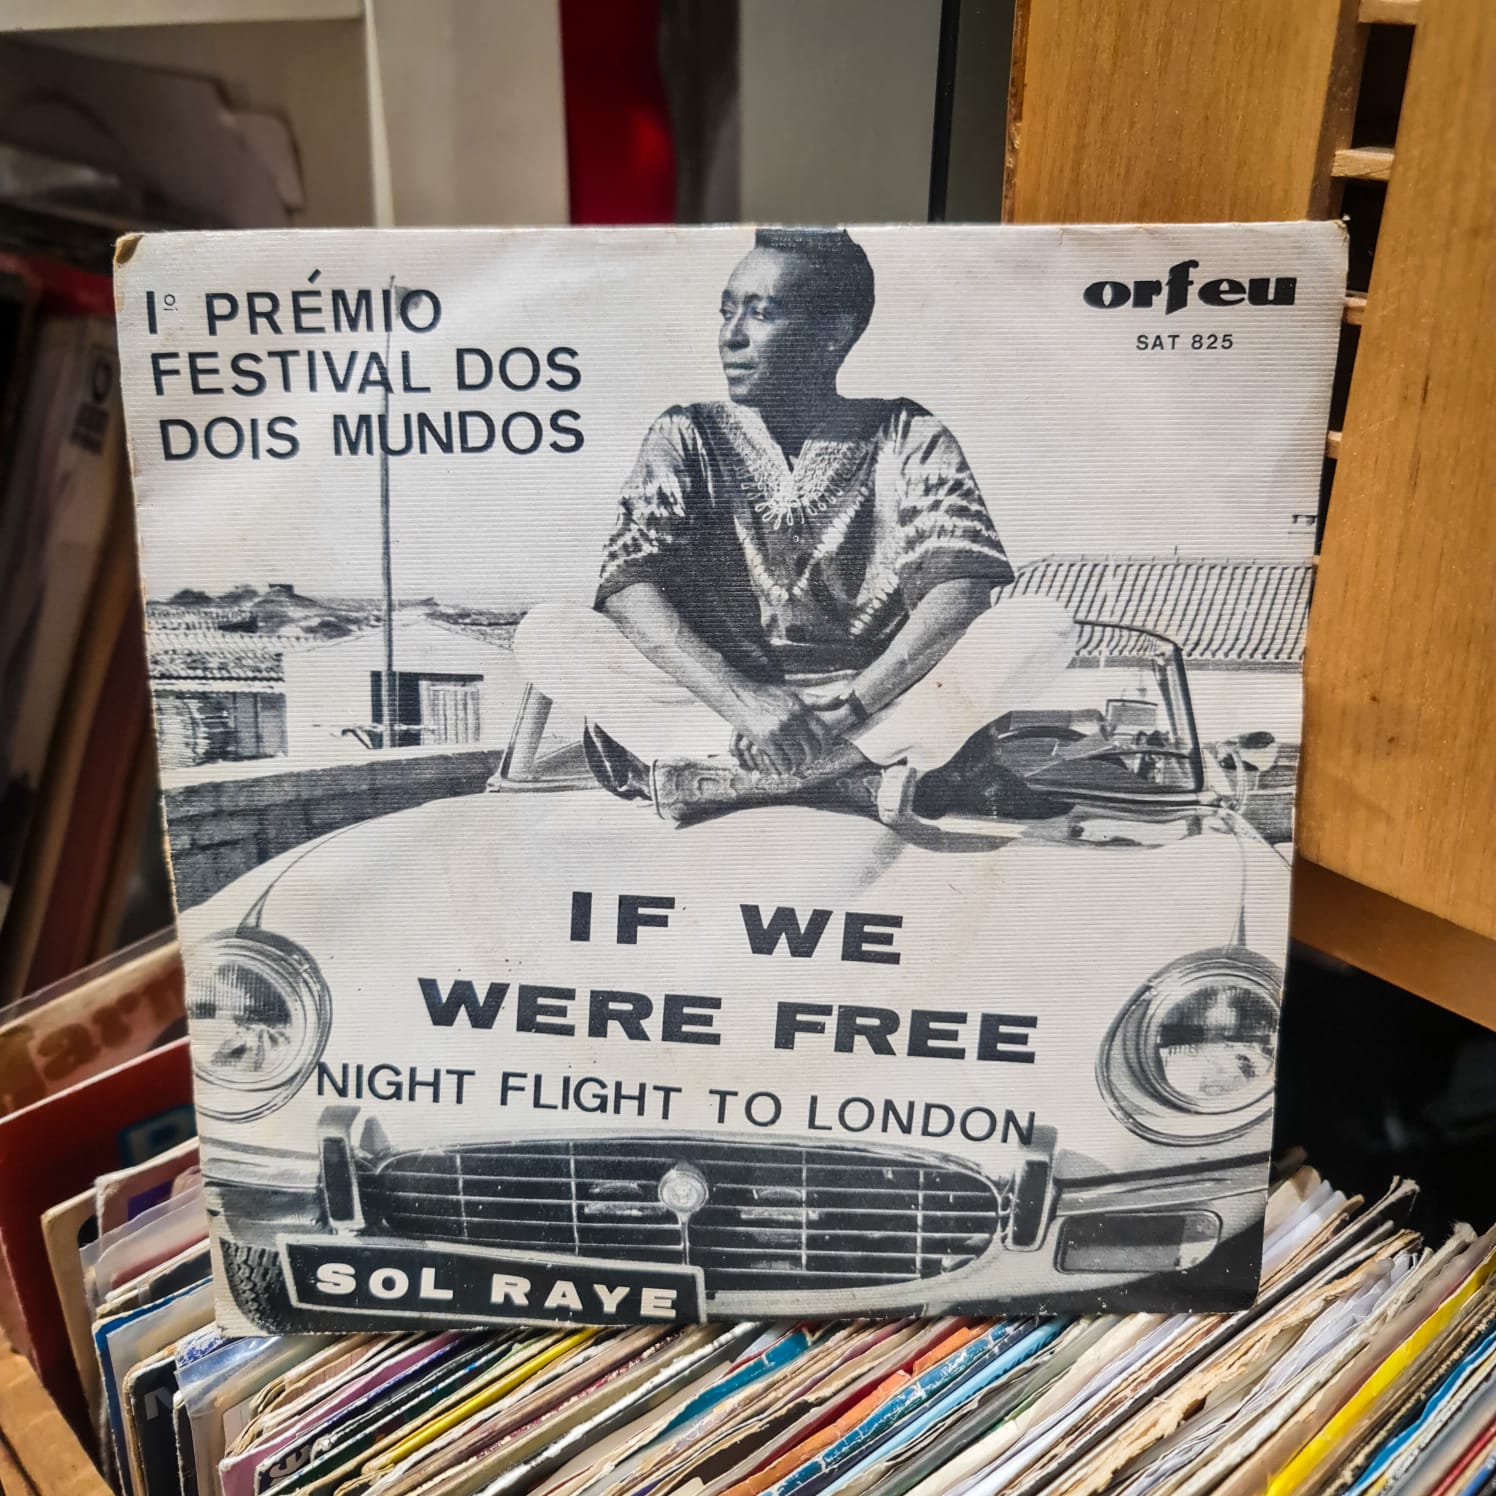 1º PRÉMIO
FESTIVAL DOS
DOIS MUNDOS
orfeu
SAT 825
IF WE
WERE FREE
NIGHT FLIGHT TO LONDON
SOL RAYE